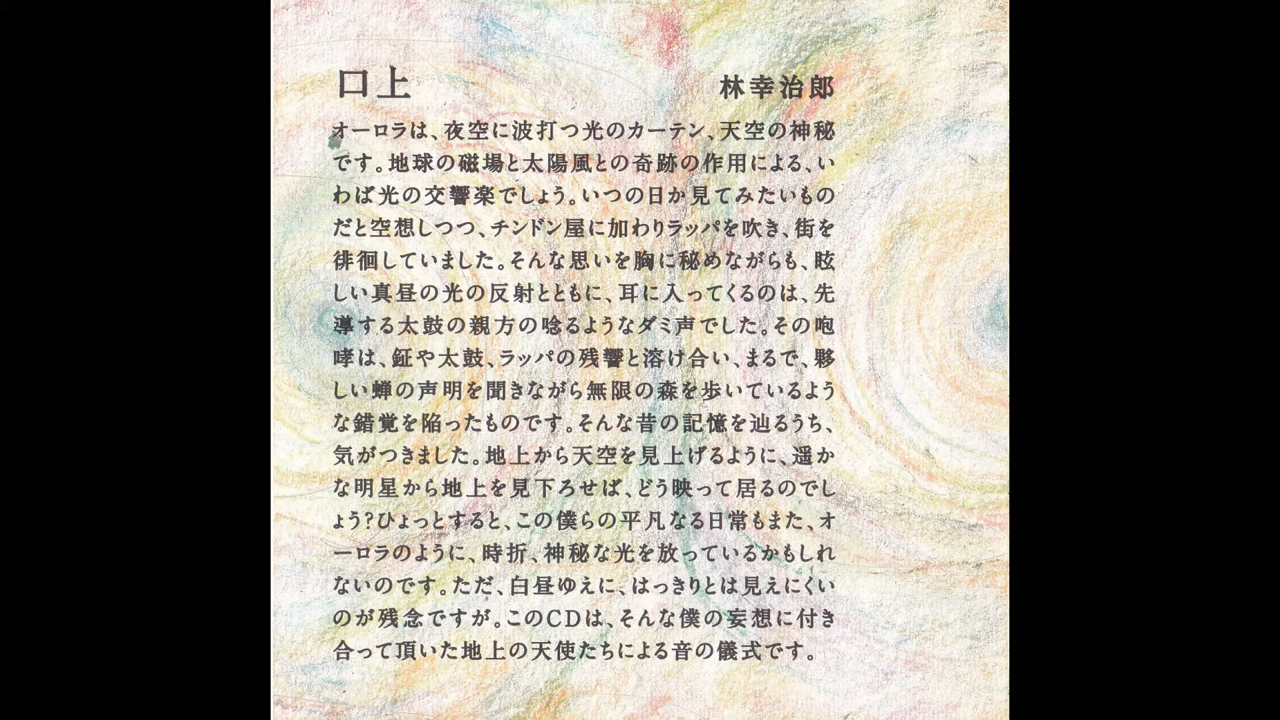 口上 林幸治郎
オーロラは、夜空に波打つ光のカーテン、天空の神秘
です。地球の磁場と太陽風との奇跡の作用による、い
わば光の交響楽でしょう。いつの日か見てみたいもの
だと空想しつつ、チンドン屋に加わりラッパを吹き、街を
徘徊していました。そんな思いを胸に秘めながらも、眩
しい真昼の光の反射とともに、耳に入ってくるのは、先
導する太鼓の親方の唸るようなダミ声でした。その咆
哮は、鉦や太鼓、ラッパの残響と溶け合い、まるで、夥
しい蝉の声明を聞きながら無限の森を歩いているよう
な錯覚を陥ったものです。そんな昔の記憶を辿るうち、
気がつきました。地上から天空を見上げるように、遥か
な明星から地上を見下ろせば、どう映って居るのでし
ょう?ひょっとすると、この僕らの平凡なる日常もまた、オ
ーロラのように、時折、神秘な光を放っているかもしれ
ないのです。ただ、白昼ゆえに、はっきりとは見えにくい
のが残念ですが。このCDは、そんな僕の妄想に付き
合って頂いた地上の天使たちによる音の儀式です。